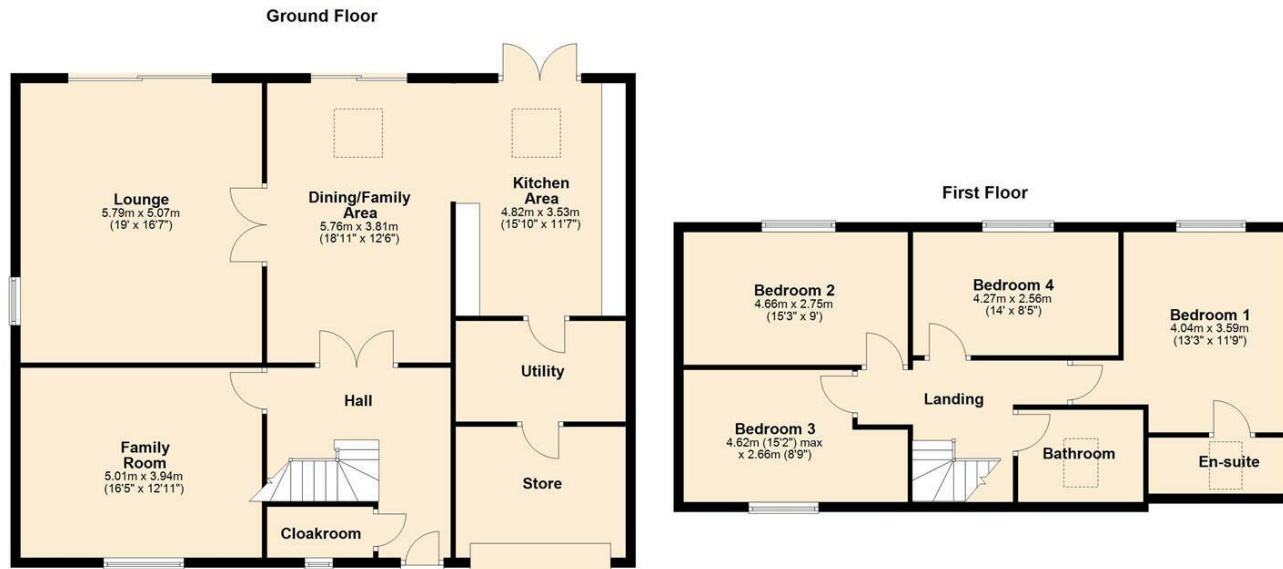 Ground Floor
Lounge
5.79m x 5.07m
(19' x 16'7")
Dining/Family
Area
5.76m x 3.81m
(18'11" x 12'6")
Kitchen
Area
4.82m x 3.53m
(15'10" x 11'7")
Utility
Hall
Family
Room
5.01m x 3.94m
(16'5" x 12'11")
Store
Cloakroom
First Floor
Bedroom 2
4.66m x 2.75m
(15'3" x 9')
Bedroom 4
4.27m x 2.56m
(14' x 8'5")
Bedroom 1
4.04m x 3.59m
(13'3" x 11'9")
Landing
Bedroom 3
4.62m (15'2") max
x 2.66m (8'9")
Bathroom
En-suite